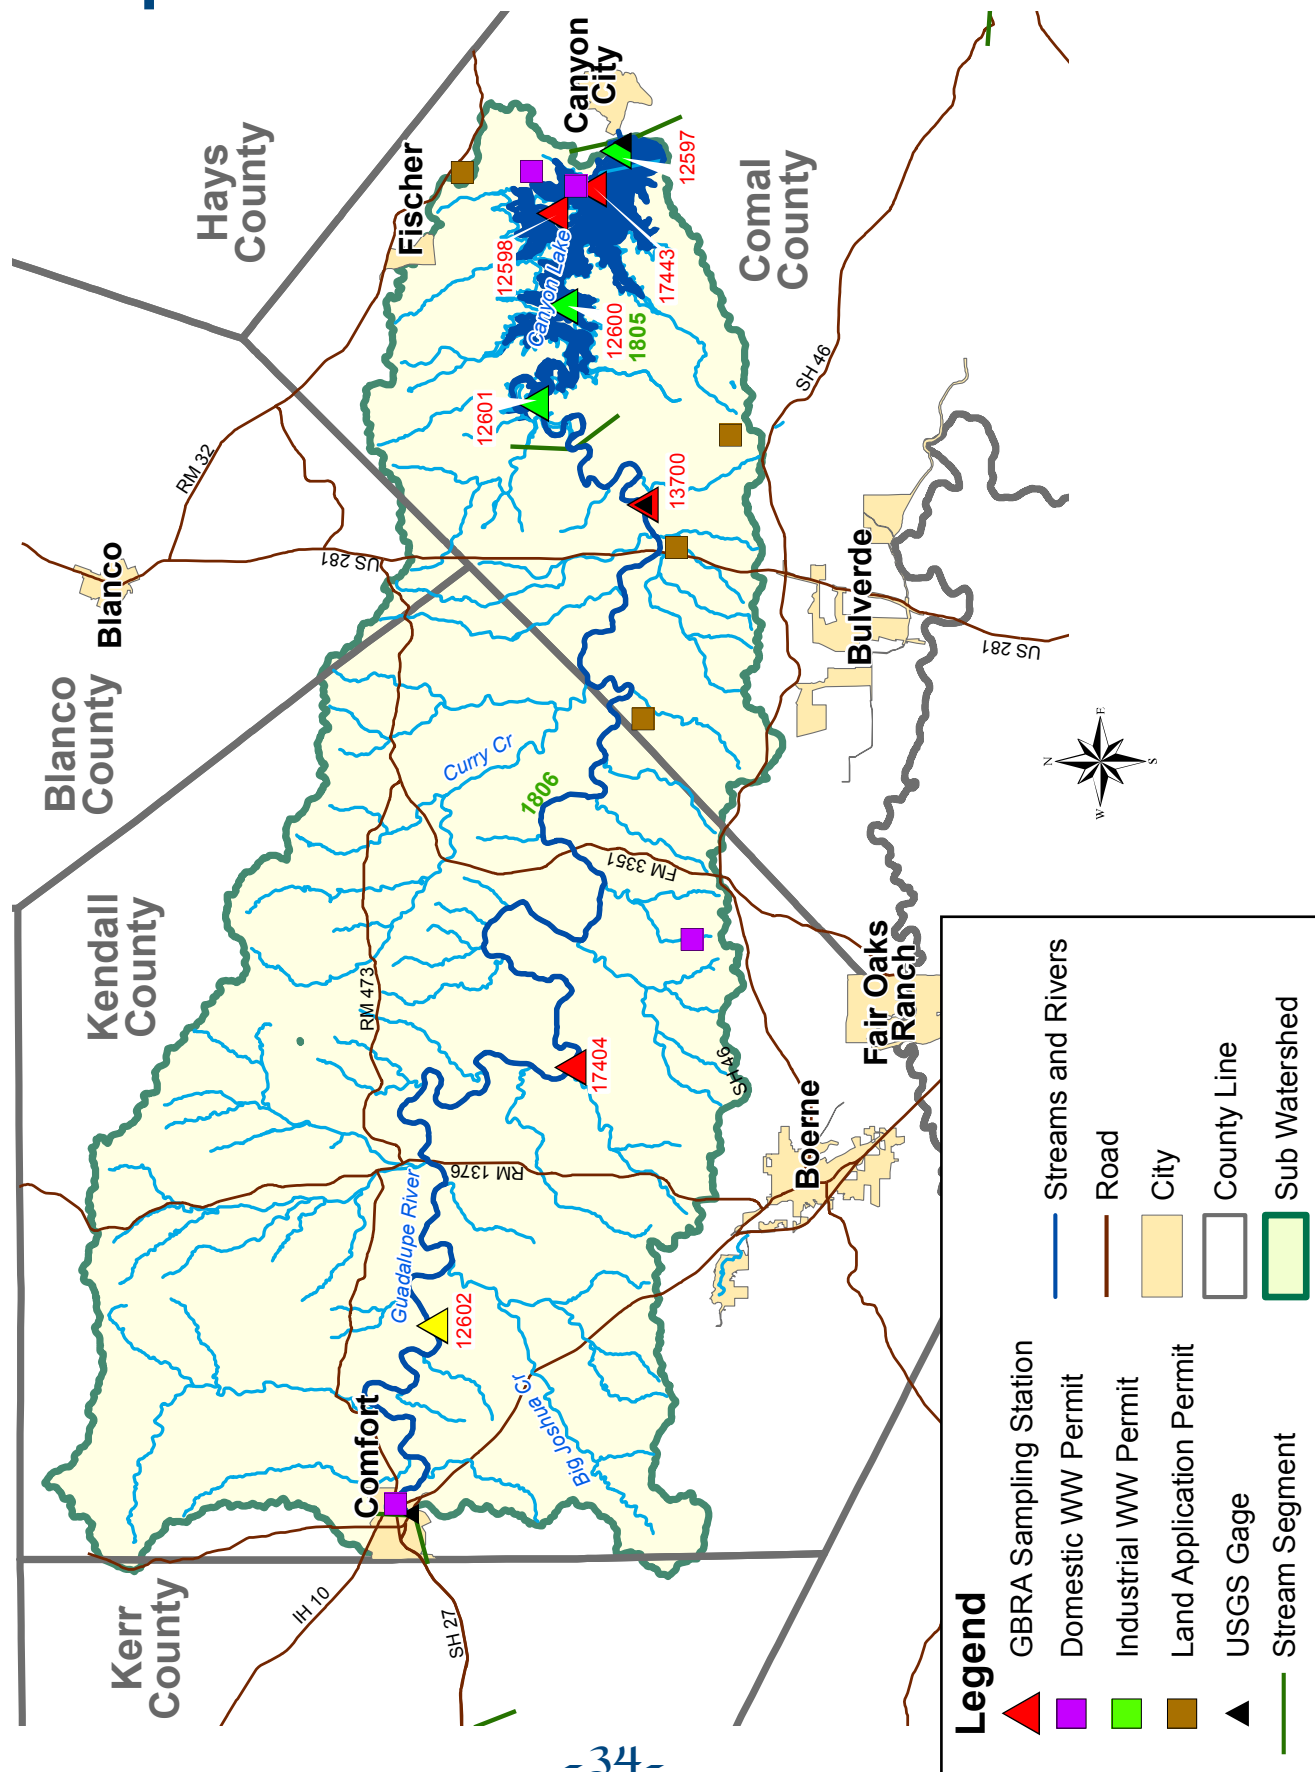 Hays
County
Blanco
County
Kendall
County
Kerr
County
Comal
County
Canyon
City
Fischer
Blanco
Bulverde
Fair Oaks
Ranch
Boerne
Comfort
RM 32
US 281
RM 473
RM 1376
FM 3351
SH 46
SH 46
US 281
IH 10
SH 27
Canyon Lake
Guadalupe River
Curry Cr
Big Joshua Cr
12597
12598
17443
12600
1805
12601
13700
1806
17404
12602
N
E
S
W
Legend
GBRA Sampling Station
Domestic WW Permit
Industrial WW Permit
Land Application Permit
USGS Gage
Stream Segment
Streams and Rivers
Road
City
County Line
Sub Watershed
-34-